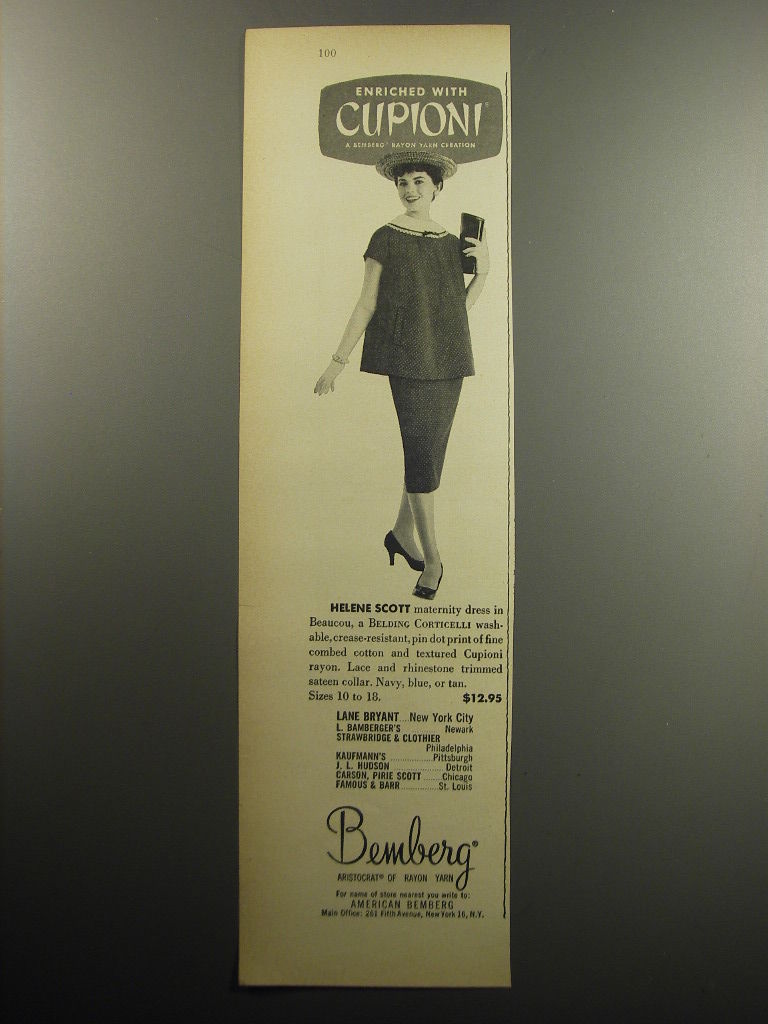 100
ENRICHED WITH
CUPIONI®
A BEMBERG® RAYON YARN CREATION
HELENE SCOTT maternity dress in
Beaucou, a BELDING CORTICELLI wash-
able, crease-resistant, pin dot print of fine
combed cotton and textured Cupioni
rayon. Lace and rhinestone trimmed
sateen collar. Navy, blue, or tan.
Sizes 10 to 18. $12.95
LANE BRYANT...New York City
L. BAMBERGER'S Newark
STRAWBRIDGE & CLOTHIER
Philadelphia
KAUFMANN'S ..............Pittsburgh
J. L. HUDSON ................Detroit
CARSON, PIRIE SCOTT ......Chicago
FAMOUS & BARR............St. Louis
Bemberg®
ARISTOCRAT® OF RAYON YARN
For name of store nearest you write to:
AMERICAN BEMBERG
Main Office: 261 Fifth Avenue, New York 16, N.Y.